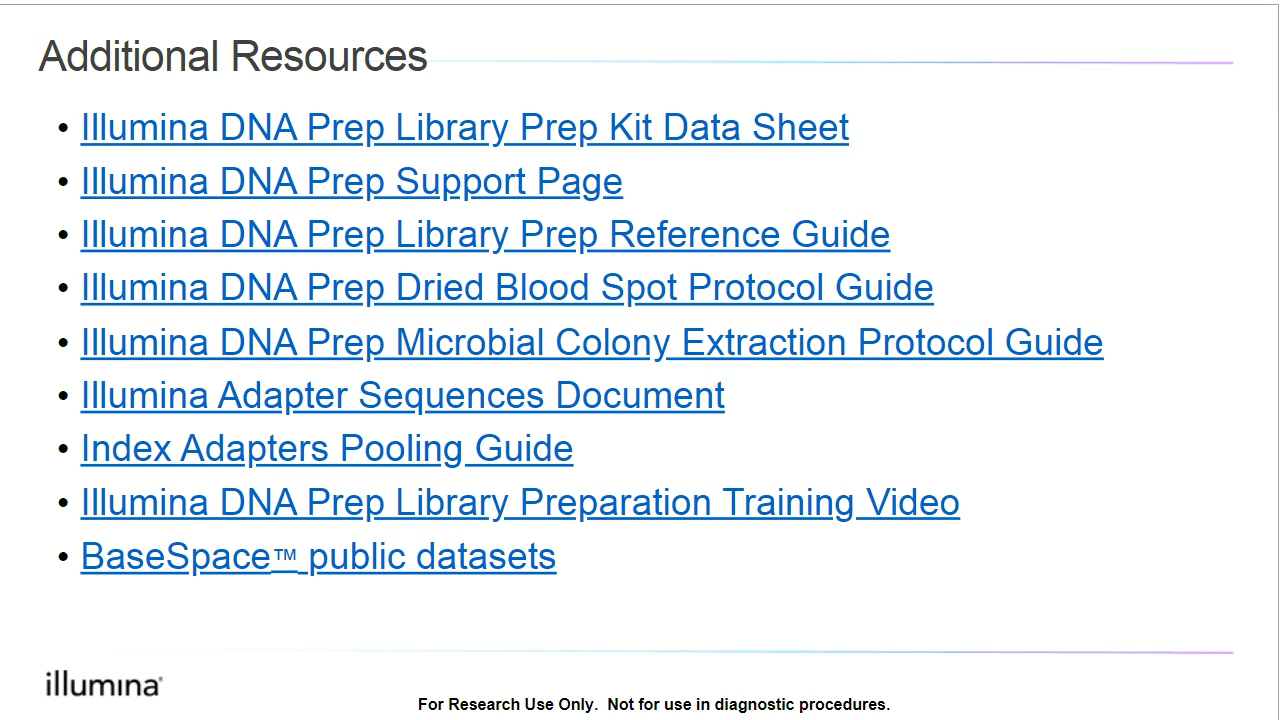 Additional Resources
• Illumina DNA Prep Library Prep Kit Data Sheet
• Illumina DNA Prep Support Page
• Illumina DNA Prep Library Prep Reference Guide
• Illumina DNA Prep Dried Blood Spot Protocol Guide
• Illumina DNA Prep Microbial Colony Extraction Protocol Guide
• Illumina Adapter Sequences Document
• Index Adapters Pooling Guide
• Illumina DNA Prep Library Preparation Training Video
• BaseSpace™ public datasets
illumina®
For Research Use Only.  Not for use in diagnostic procedures.